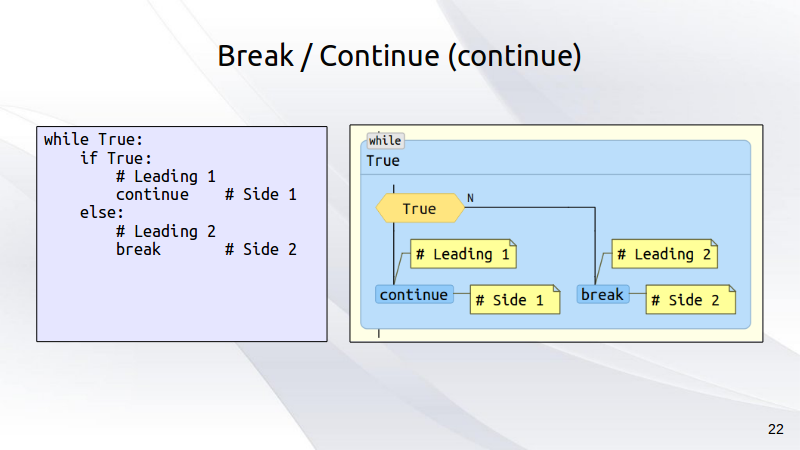 Break / Continue (continue)
while True:
    if True:
        # Leading 1
        continue    # Side 1
    else:
        # Leading 2
        break       # Side 2
while
True
True
N
# Leading 1
# Leading 2
continue
# Side 1
break
# Side 2
22